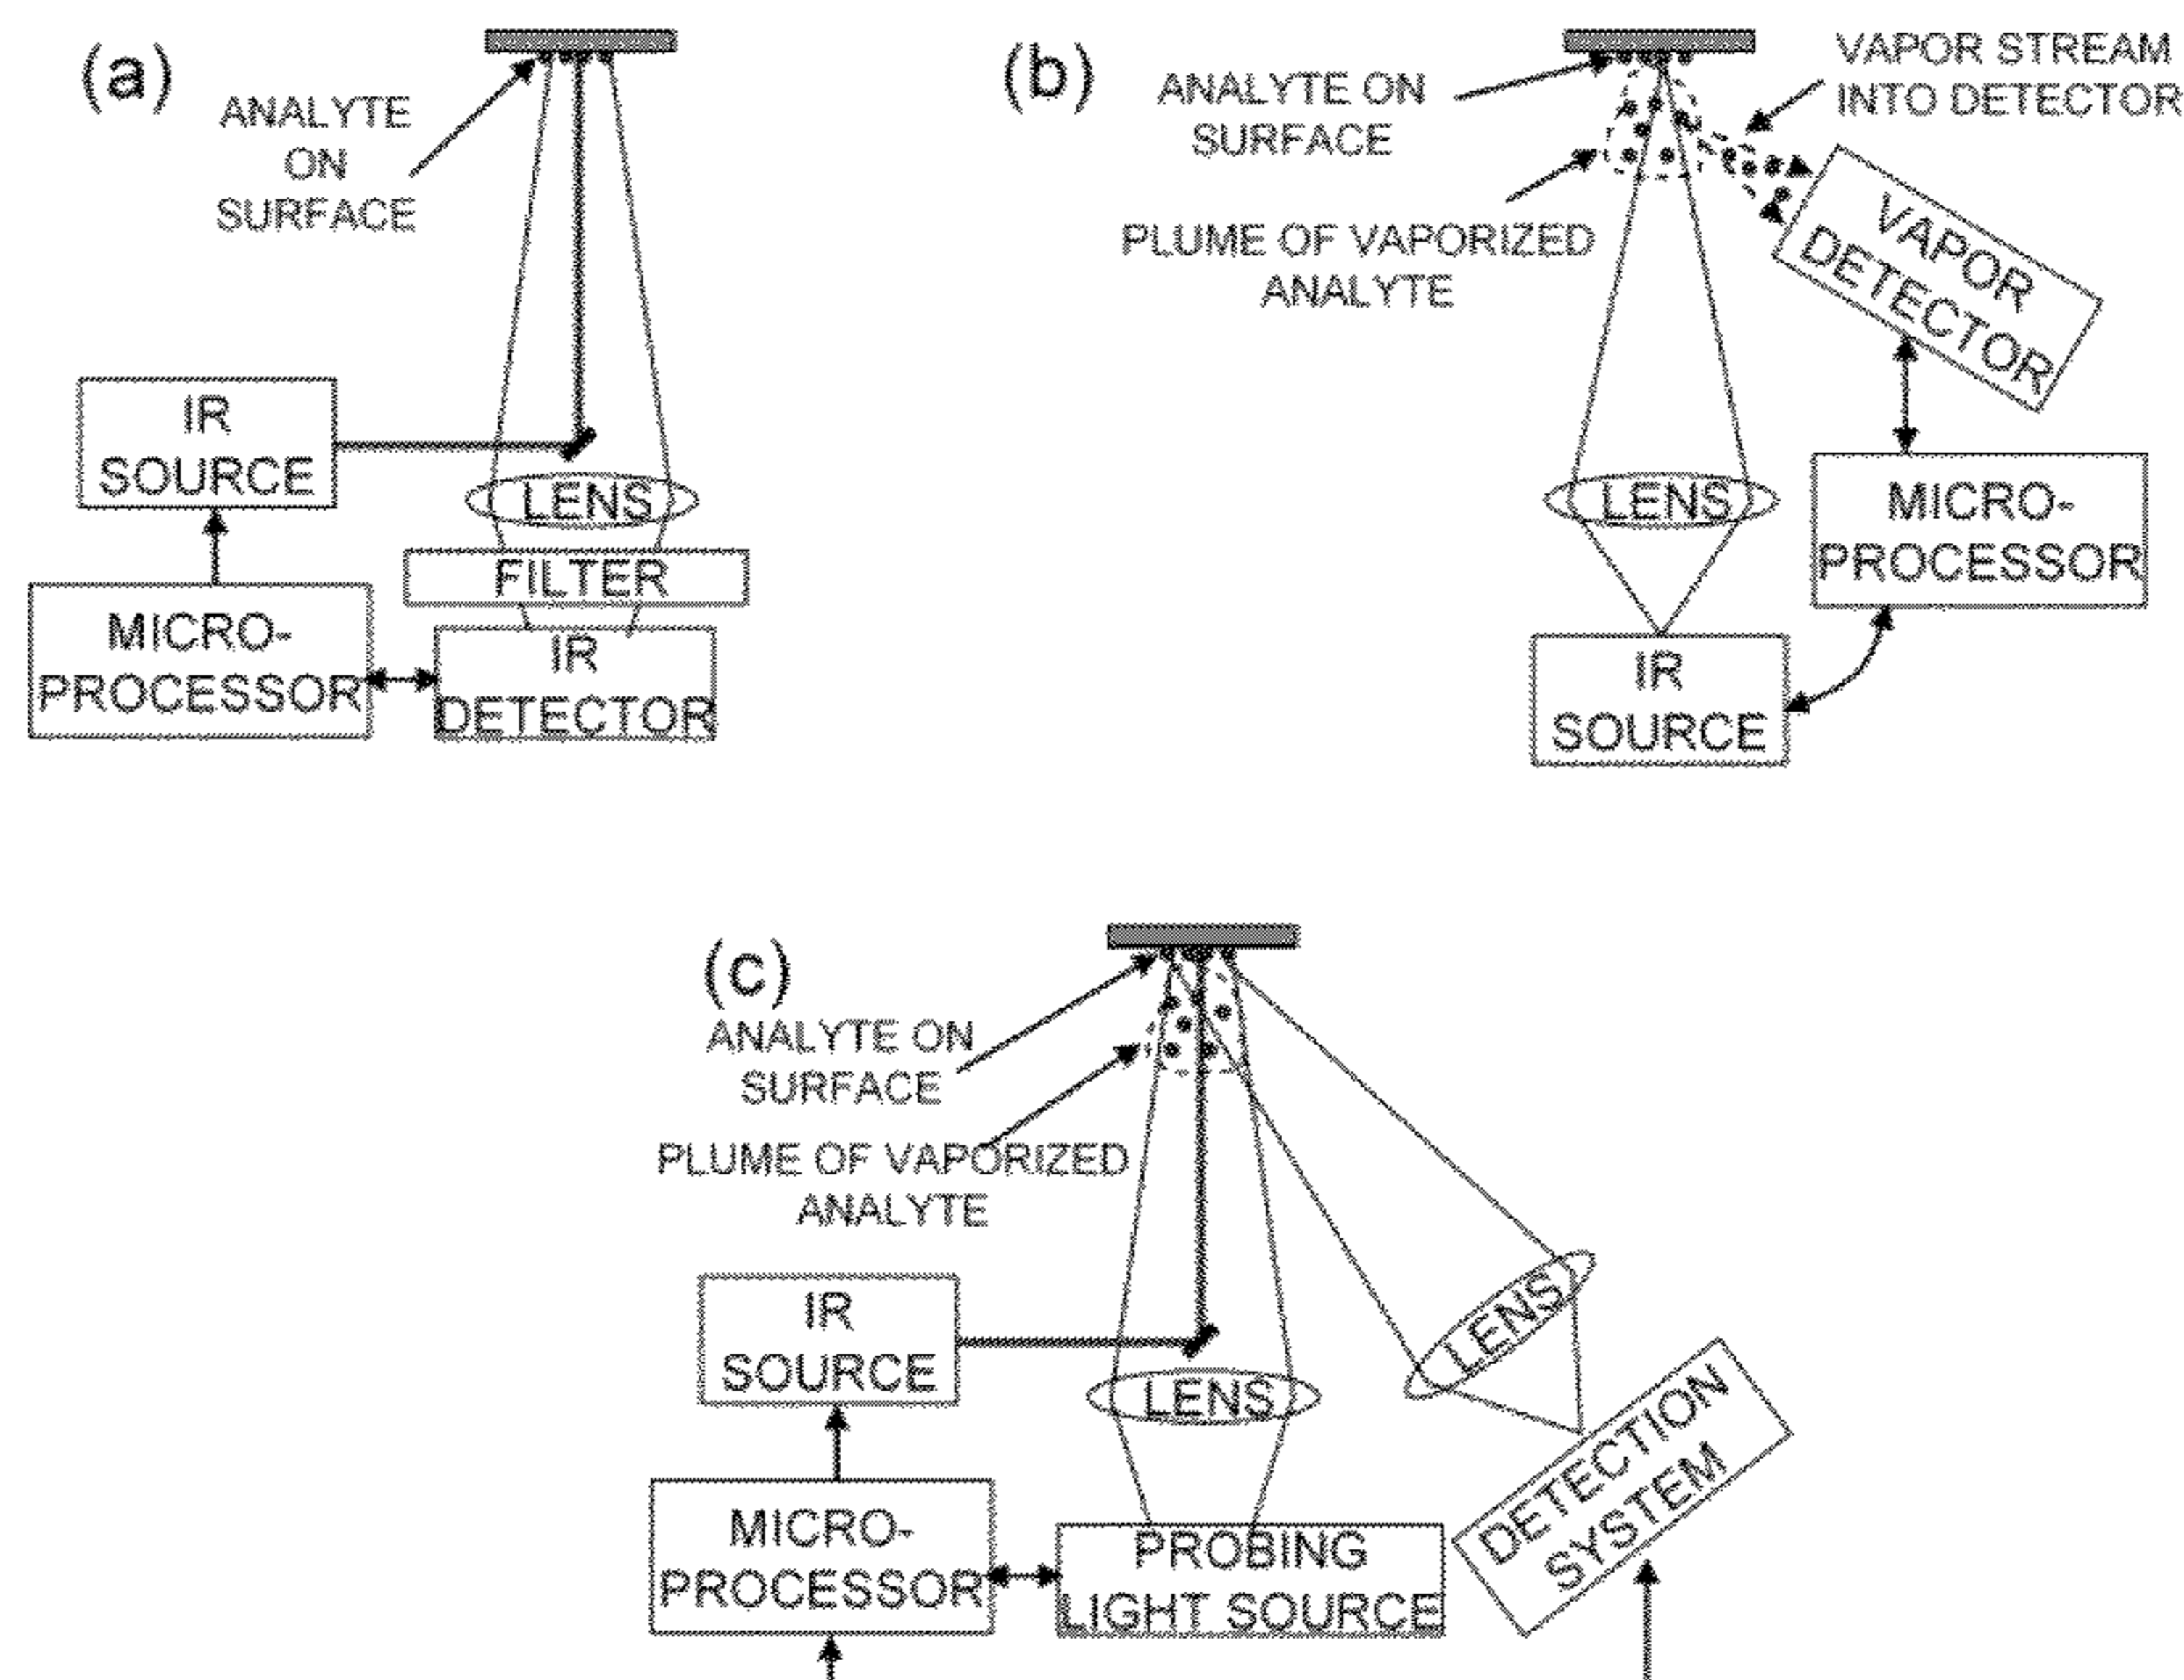 (a)
ANALYTE
ON
SURFACE
IR
SOURCE
LENS
FILTER
MICRO-
PROCESSOR
IR
DETECTOR
(b)
ANALYTE ON
SURFACE
VAPOR STREAM
INTO DETECTOR
PLUME OF VAPORIZED
ANALYTE
VAPOR
DETECTOR
LENS
MICRO-
PROCESSOR
IR
SOURCE
(c)
ANALYTE ON
SURFACE
PLUME OF VAPORIZED
ANALYTE
IR
SOURCE
LENS
LENS
MICRO-
PROCESSOR
PROBING
LIGHT SOURCE
DETECTION
SYSTEM